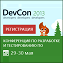 DevCon 2013
РЕГИСТРАЦИЯ
КОНФЕРЕНЦИЯ ПО РАЗРАБОТКЕ
И ТЕСТИРОВАНИЮ ПО
29-30 мая